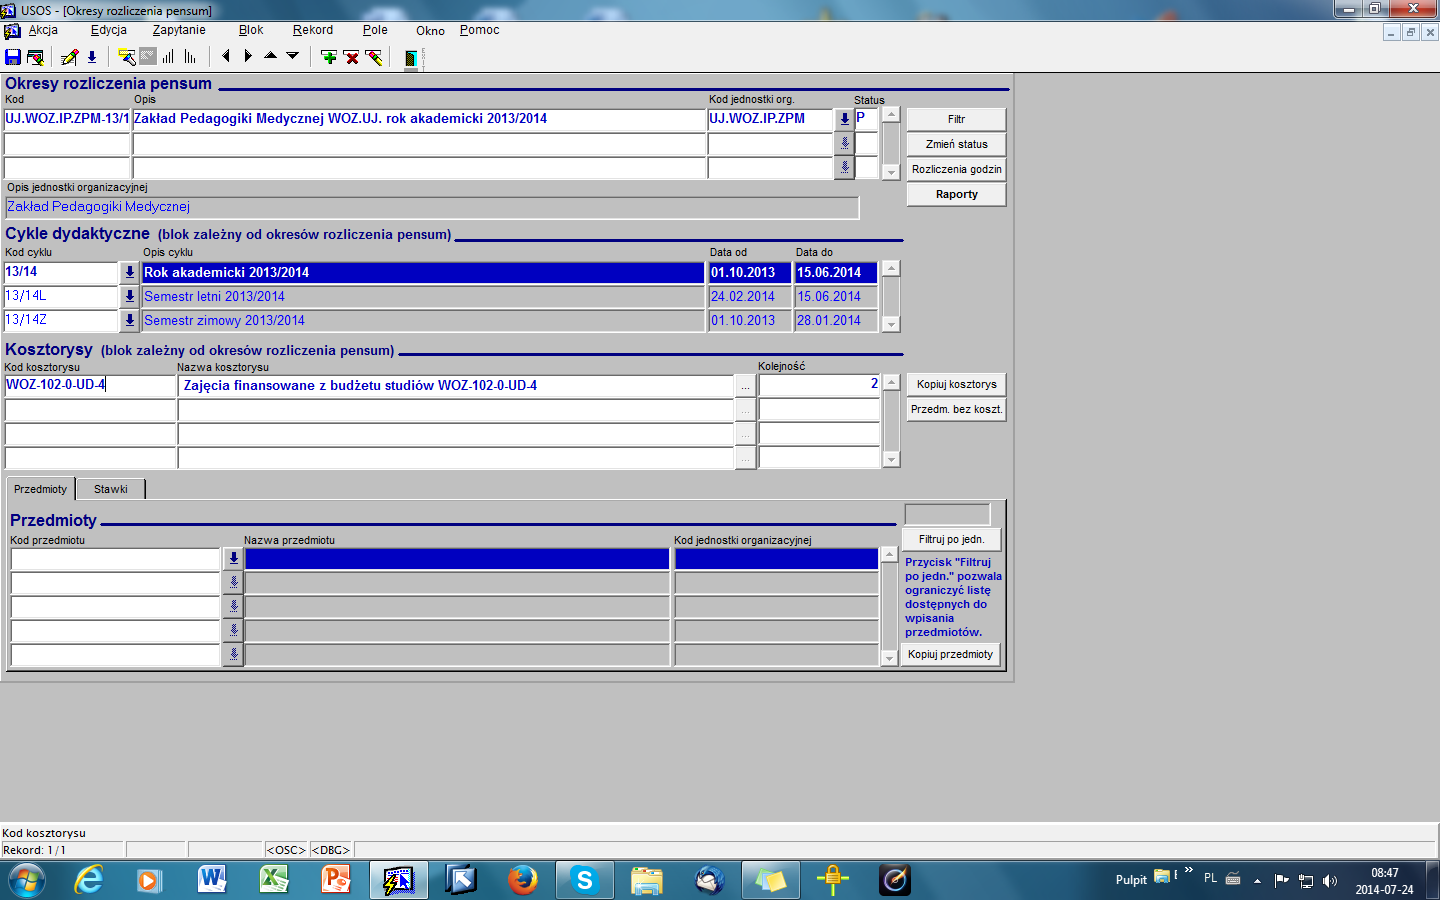 USOS - [Okresy rozliczenia pensum]
Akcja Edycja Zapytanie Blok Rekord Pole Okno Pomoc
EXIT
Okresy rozliczenia pensum
Kod Opis Kod jednostki org. Status
UJ.WOZ.IP.ZPM-13/1 Zakład Pedagogiki Medycznej WOZ.UJ. rok akademicki 2013/2014 UJ.WOZ.IP.ZPM P
Filtr
Zmień status
Rozliczenia godzin
Raporty
Opis jednostki organizacyjnej
Zakład Pedagogiki Medycznej
Cykle dydaktyczne (blok zależny od okresów rozliczenia pensum)
Kod cyklu Opis cyklu Data od Data do
13/14 Rok akademicki 2013/2014 01.10.2013 15.06.2014
13/14L Semestr letni 2013/2014 24.02.2014 15.06.2014
13/14Z Semestr zimowy 2013/2014 01.10.2013 28.01.2014
Kosztorysy (blok zależny od okresów rozliczenia pensum)
Kod kosztorysu Nazwa kosztorysu Kolejność
WOZ-102-0-UD-4 Zajęcia finansowane z budżetu studiów WOZ-102-0-UD-4 ... 2
...
...
...
Kopiuj kosztorys
Przedm. bez koszt.
Przedmioty Stawki
Przedmioty
Kod przedmiotu Nazwa przedmiotu Kod jednostki organizacyjnej
Filtruj po jedn.
Przycisk "Filtruj
po jedn." pozwala
ograniczyć listę
dostępnych do
wpisania
przedmiotów.
Kopiuj przedmioty
Kod kosztorysu
Rekord: 1/1 <OSC> <DBG>
Pulpit » PL 08:47
2014-07-24